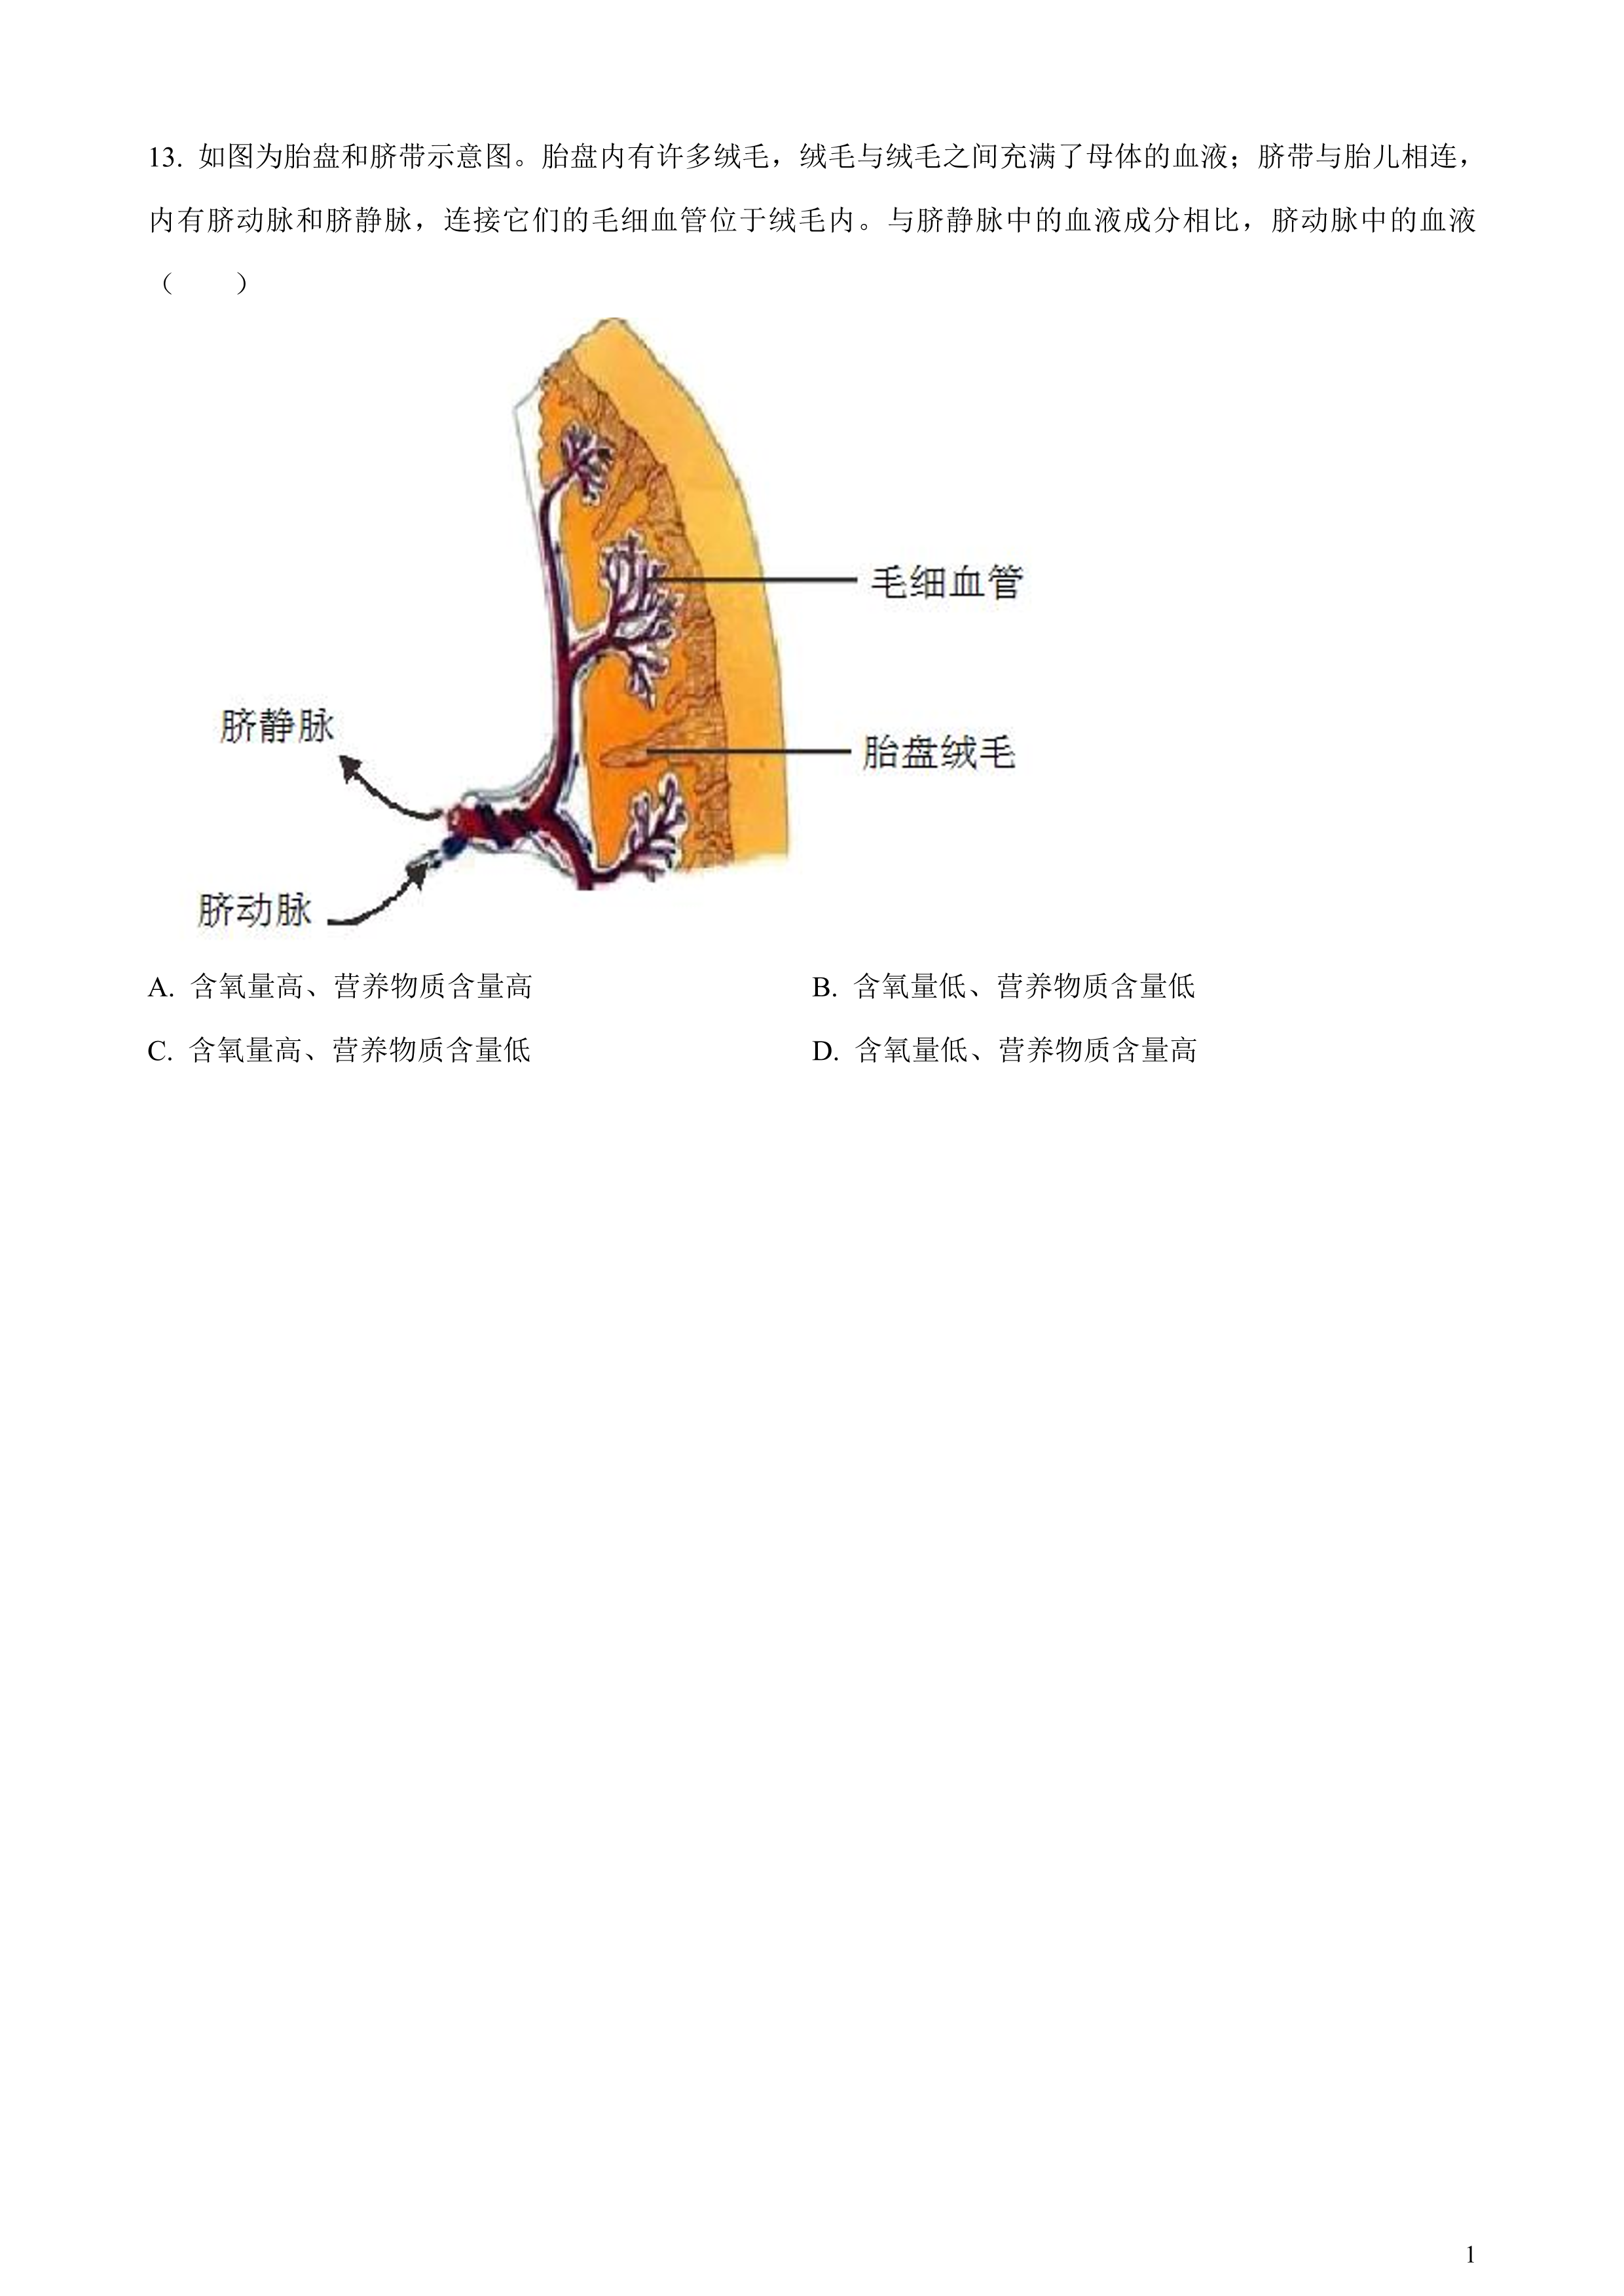 13. 如图为胎盘和脐带示意图。胎盘内有许多绒毛，绒毛与绒毛之间充满了母体的血液；脐带与胎儿相连，
内有脐动脉和脐静脉，连接它们的毛细血管位于绒毛内。与脐静脉中的血液成分相比，脐动脉中的血液
（　　）
毛细血管
脐静脉
胎盘绒毛
脐动脉
A. 含氧量高、营养物质含量高 B. 含氧量低、营养物质含量低
C. 含氧量高、营养物质含量低 D. 含氧量低、营养物质含量高
1